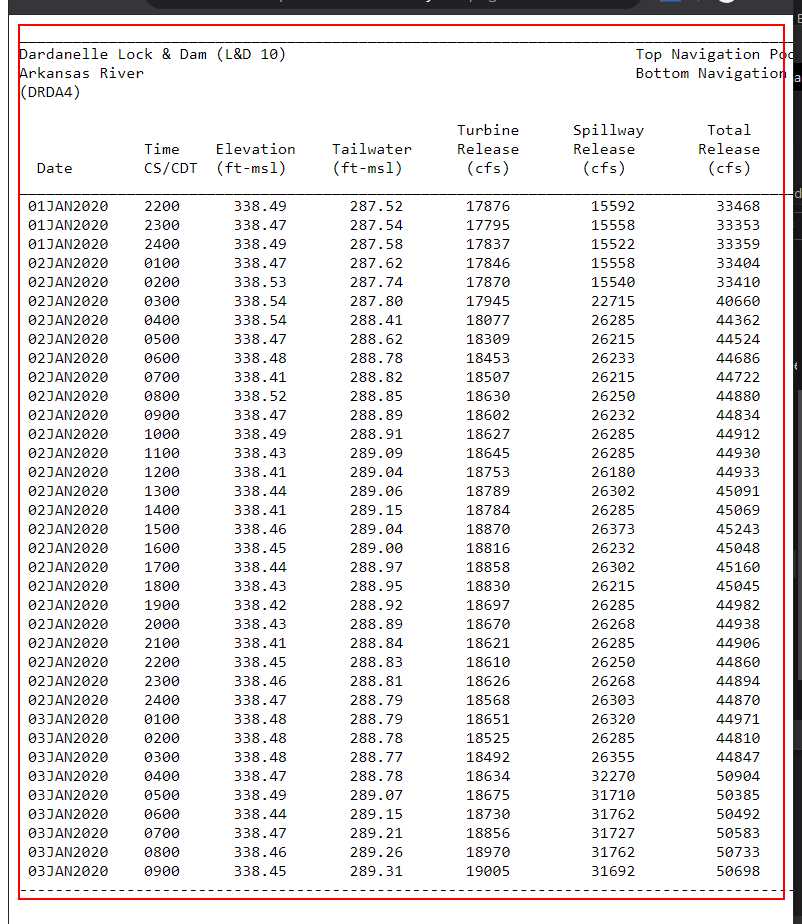 Dardanelle Lock & Dam (L&D 10) Top Navigation
Arkansas River Bottom Navigation
(DRDA4)
Turbine Spillway Total
Time Elevation Tailwater Release Release Release
Date CS/CDT (ft-msl) (ft-msl) (cfs) (cfs) (cfs)
01JAN2020 2200 338.49 287.52 17876 15592 33468
01JAN2020 2300 338.47 287.54 17795 15558 33353
01JAN2020 2400 338.49 287.58 17837 15522 33359
02JAN2020 0100 338.47 287.62 17846 15558 33404
02JAN2020 0200 338.53 287.74 17870 15540 33410
02JAN2020 0300 338.54 287.80 17945 22715 40660
02JAN2020 0400 338.54 288.41 18077 26285 44362
02JAN2020 0500 338.47 288.62 18309 26215 44524
02JAN2020 0600 338.48 288.78 18453 26233 44686
02JAN2020 0700 338.41 288.82 18507 26215 44722
02JAN2020 0800 338.52 288.85 18630 26250 44880
02JAN2020 0900 338.47 288.89 18602 26232 44834
02JAN2020 1000 338.49 288.91 18627 26285 44912
02JAN2020 1100 338.43 289.09 18645 26285 44930
02JAN2020 1200 338.41 289.04 18753 26180 44933
02JAN2020 1300 338.44 289.06 18789 26302 45091
02JAN2020 1400 338.41 289.15 18784 26285 45069
02JAN2020 1500 338.46 289.04 18870 26373 45243
02JAN2020 1600 338.45 289.00 18816 26232 45048
02JAN2020 1700 338.44 288.97 18858 26302 45160
02JAN2020 1800 338.43 288.95 18830 26215 45045
02JAN2020 1900 338.42 288.92 18697 26285 44982
02JAN2020 2000 338.43 288.89 18670 26268 44938
02JAN2020 2100 338.41 288.84 18621 26285 44906
02JAN2020 2200 338.45 288.83 18610 26250 44860
02JAN2020 2300 338.46 288.81 18626 26268 44894
02JAN2020 2400 338.47 288.79 18568 26303 44870
03JAN2020 0100 338.48 288.79 18651 26320 44971
03JAN2020 0200 338.48 288.78 18525 26285 44810
03JAN2020 0300 338.48 288.77 18492 26355 44847
03JAN2020 0400 338.47 288.78 18634 32270 50904
03JAN2020 0500 338.49 289.07 18675 31710 50385
03JAN2020 0600 338.44 289.15 18730 31762 50492
03JAN2020 0700 338.47 289.21 18856 31727 50583
03JAN2020 0800 338.46 289.26 18970 31762 50733
03JAN2020 0900 338.45 289.31 19005 31692 50698